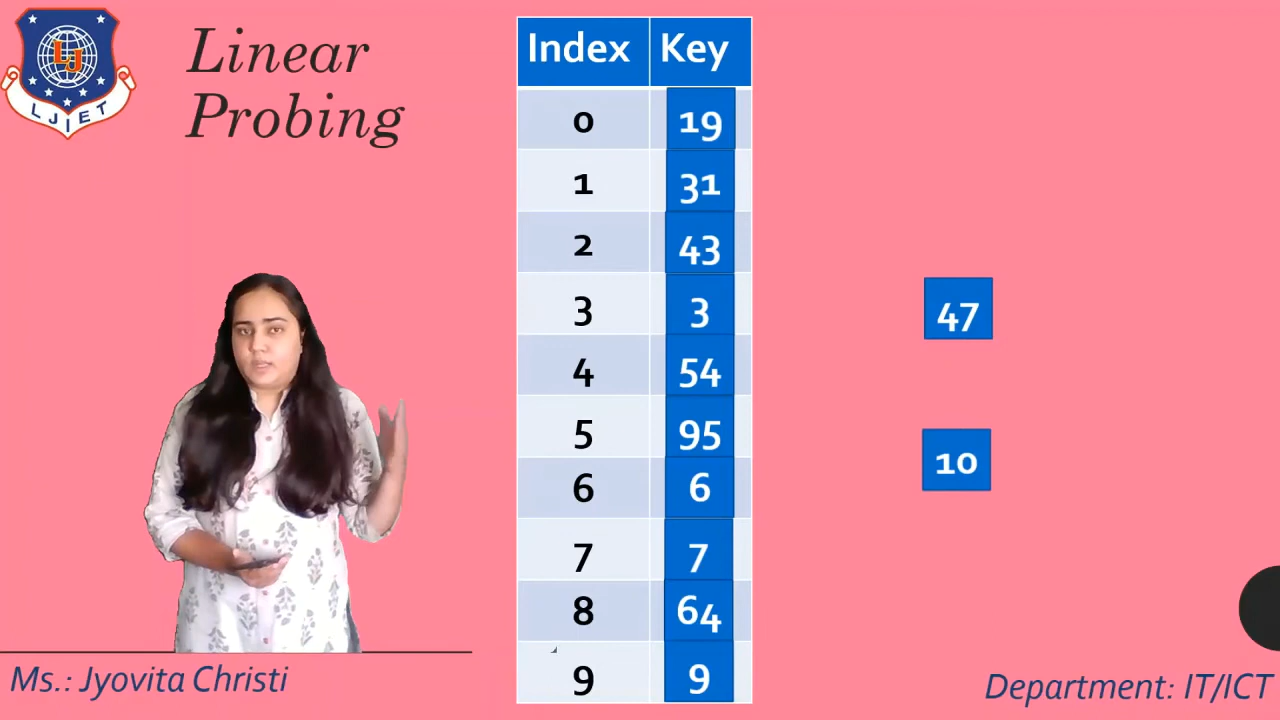 LJ
LJIET
Linear
Probing
Index Key
0 19
1 31
2 43
3 3
4 54
5 95
6 6
7 7
8 64
9 9
47
10
Ms.: Jyovita Christi
Department: IT/ICT